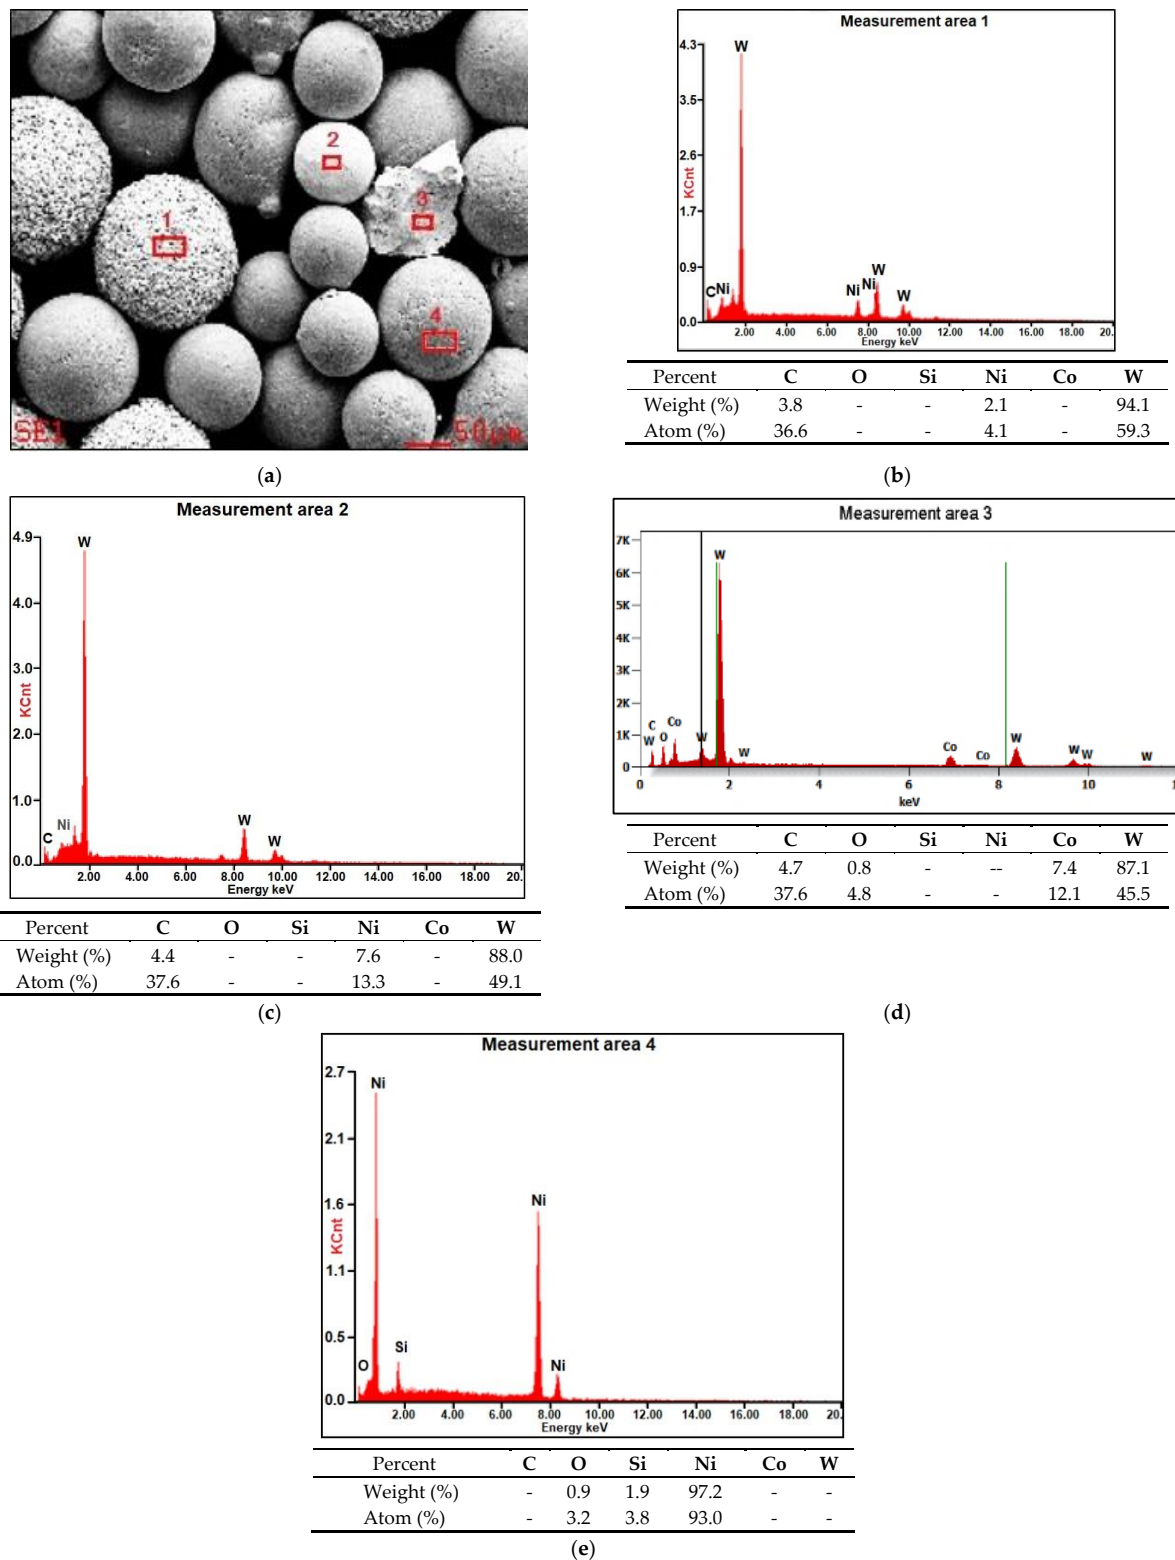 1
2
3
4
SE1
50µm
(a)
Measurement area 1
4.3
3.5
2.6
1.7
0.9
0.0
KCnt
W
C Ni
Ni Ni W
W
2.00 4.00 6.00 8.00 10.00 12.00 14.00 16.00 18.00 20.
Energy keV
Percent C O Si Ni Co W
Weight (%) 3.8 - - 2.1 - 94.1
Atom (%) 36.6 - - 4.1 - 59.3
(b)
Measurement area 2
4.9
4.0
3.0
2.0
1.0
0.0
KCnt
W
C Ni
W W
2.00 4.00 6.00 8.00 10.00 12.00 14.00 16.00 18.00 20.
Energy keV
Percent C O Si Ni Co W
Weight (%) 4.4 - - 7.6 - 88.0
Atom (%) 37.6 - - 13.3 - 49.1
(c)
Measurement area 3
7K
6K
5K
4K
3K
2K
1K
0
W
C
W O Co W W
Co Co W W W W
0 2 4 6 8 10 1
keV
Percent C O Si Ni Co W
Weight (%) 4.7 0.8 - -- 7.4 87.1
Atom (%) 37.6 4.8 - - 12.1 45.5
(d)
Measurement area 4
2.7
2.1
1.6
1.1
0.5
0.0
KCnt
Ni
O Si
Ni
Ni
2.00 4.00 6.00 8.00 10.00 12.00 14.00 16.00 18.00 20.
Energy keV
Percent C O Si Ni Co W
Weight (%) - 0.9 1.9 97.2 - -
Atom (%) - 3.2 3.8 93.0 - -
(e)